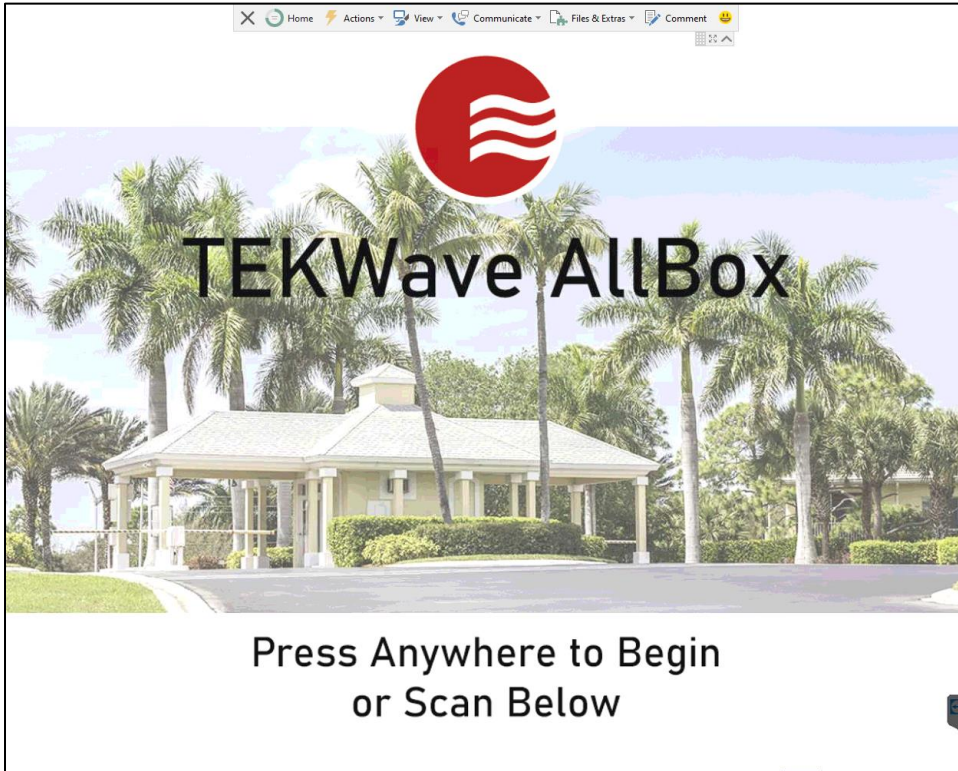 Home Actions View Communicate Files & Extras Comment
TEKWave AllBox
Press Anywhere to Begin
or Scan Below